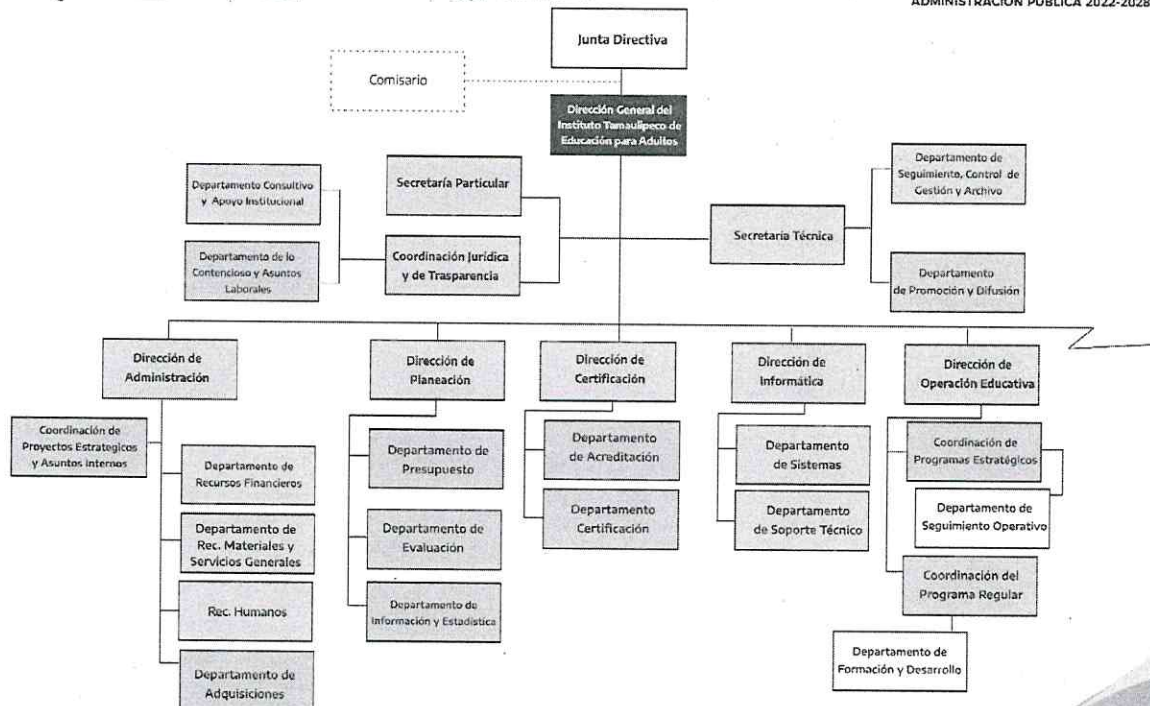 ADMINISTRACIÓN PÚBLICA 2022-2028
Junta Directiva
Comisario
Dirección General del
Instituto Tamaulipeco de
Educación para Adultos
Departamento Consultivo
y Apoyo Institucional
Secretaría Particular
Departamento de
Seguimiento, Control de
Gestión y Archivo
Secretaría Técnica
Departamento de lo
Contencioso y Asuntos
Laborales
Coordinación Jurídica
y de Trasparencia
Departamento
de Promoción y Difusión
Dirección de
Administración
Dirección de
Planeación
Dirección de
Certificación
Dirección de
Informática
Dirección de
Operación Educativa
Coordinación de
Proyectos Estrategicos
y Asuntos Internos
Departamento de
Recursos Financieros
Departamento de
Rec. Materiales y
Servicios Generales
Rec. Humanos
Departamento de
Adquisiciones
Departamento de
Presupuesto
Departamento de
Evaluación
Departamento de
Información y Estadística
Departamento
de Acreditación
Departamento
Certificación
Departamento
de Sistemas
Departamento
de Soporte Técnico
Coordinación de
Programas Estratégicos
Departamento de
Seguimiento Operativo
Coordinación del
Programa Regular
Departamento de
Formación y Desarrollo